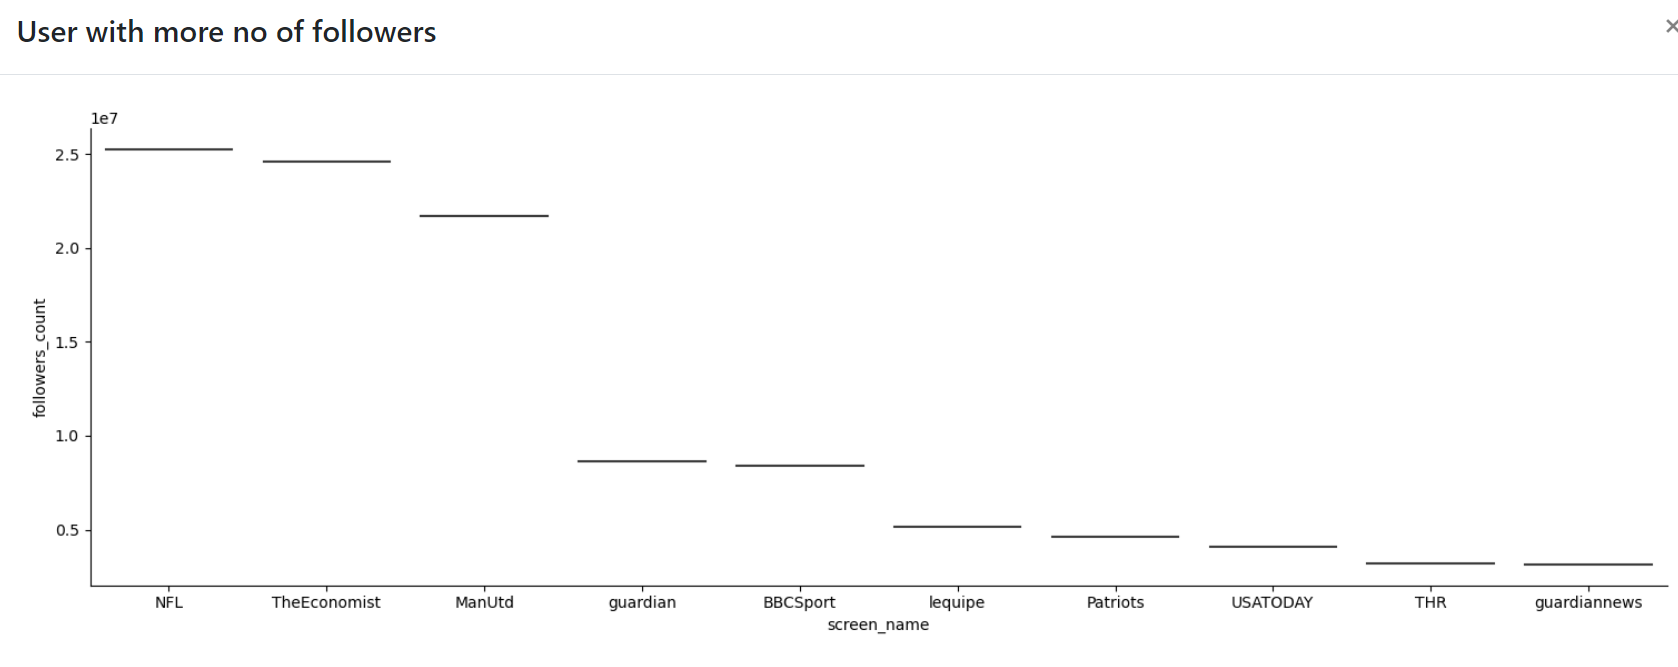 User with more no of followers
×
1e7
2.5
2.0
1.5
1.0
0.5
followers_count
NFL TheEconomist ManUtd guardian BBCSport lequipe Patriots USATODAY THR guardiannews
screen_name